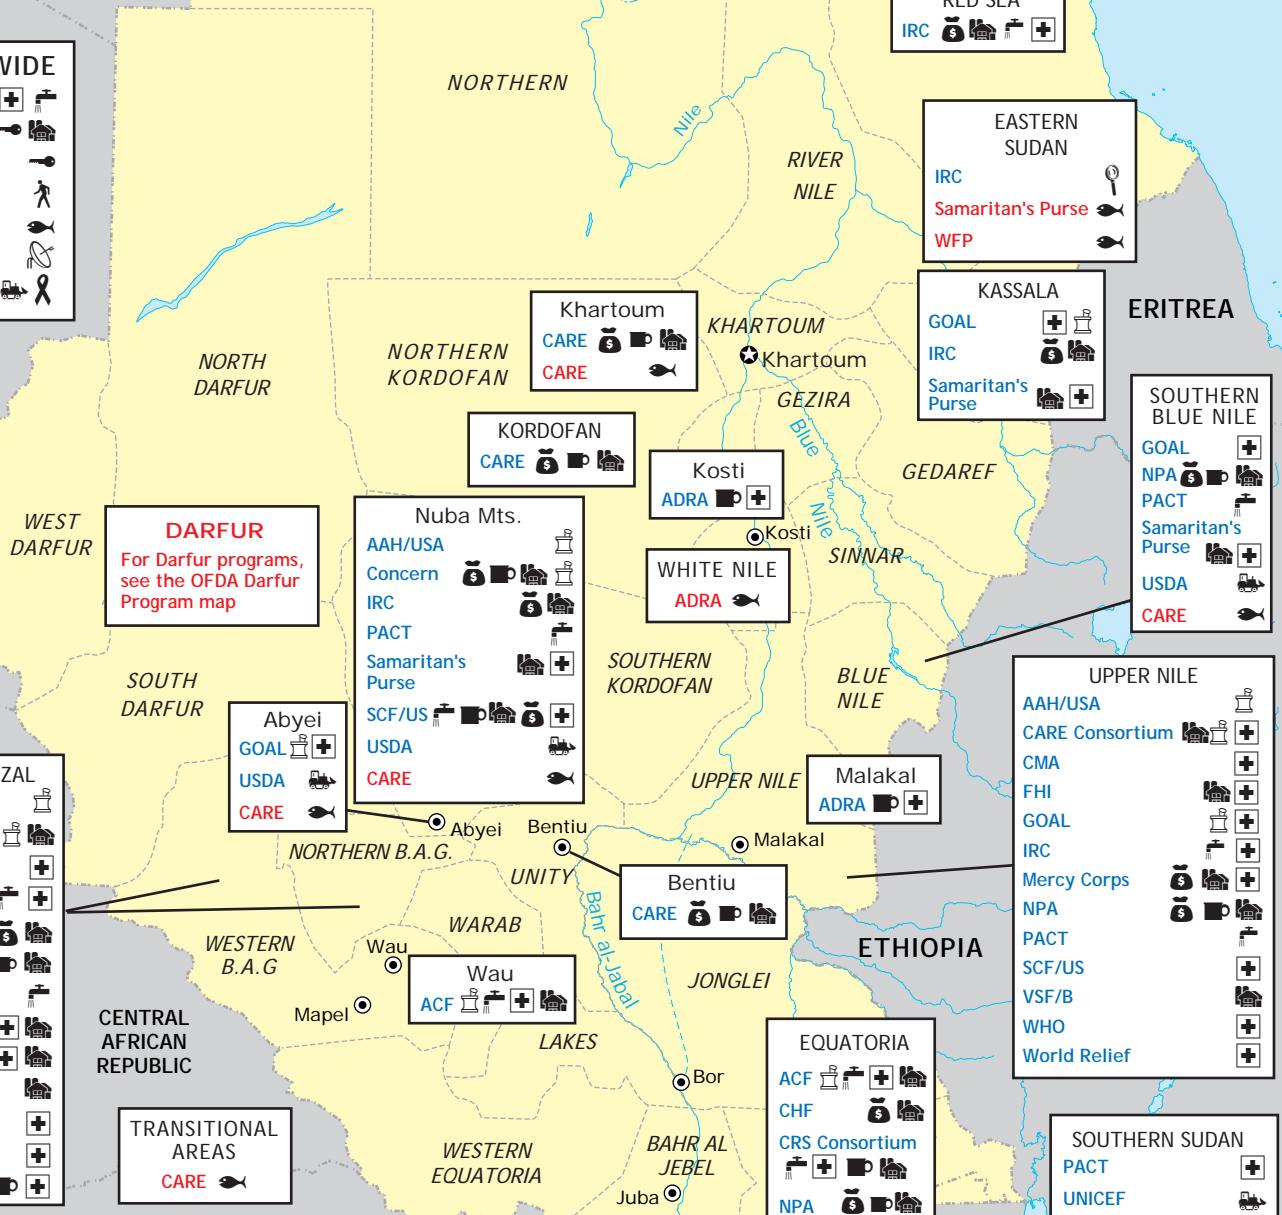 RED SEA
IRC
WIDE
NORTHERN
Nile
RIVER
NILE
EASTERN
SUDAN
IRC
Samaritan's Purse
WFP
KASSALA
GOAL
IRC
Samaritan's
Purse
ERITREA
Khartoum
CARE
CARE
KHARTOUM
Khartoum
NORTH
DARFUR
NORTHERN
KORDOFAN
GEZIRA
Blue
Nile
KORDOFAN
CARE
Kosti
ADRA
Kosti
GEDAREF
SINNAR
SOUTHERN
BLUE NILE
GOAL
NPA
PACT
Samaritan's
Purse
USDA
CARE
WEST
DARFUR
DARFUR
For Darfur programs,
see the OFDA Darfur
Program map
Nuba Mts.
AAH/USA
Concern
IRC
PACT
Samaritan's
Purse
SCF/US
USDA
CARE
WHITE NILE
ADRA
SOUTHERN
KORDOFAN
BLUE
NILE
SOUTH
DARFUR
Abyei
GOAL
USDA
CARE
Abyei
UPPER NILE
AAH/USA
CARE Consortium
CMA
FHI
GOAL
IRC
Mercy Corps
NPA
PACT
SCF/US
VSF/B
WHO
World Relief
UPPER NILE
Malakal
ADRA
Malakal
ZAL
Bentiu
NORTHERN B.A.G.
UNITY
Bentiu
CARE
Bahr al-Jabal
WARAB
WESTERN
B.A.G
Wau
Wau
ACF
Mapel
JONGLEI
ETHIOPIA
LAKES
CENTRAL
AFRICAN
REPUBLIC
Bor
EQUATORIA
ACF
CHF
CRS Consortium
NPA
TRANSITIONAL
AREAS
CARE
WESTERN
EQUATORIA
BAHR AL
JEBEL
Juba
SOUTHERN SUDAN
PACT
UNICEF